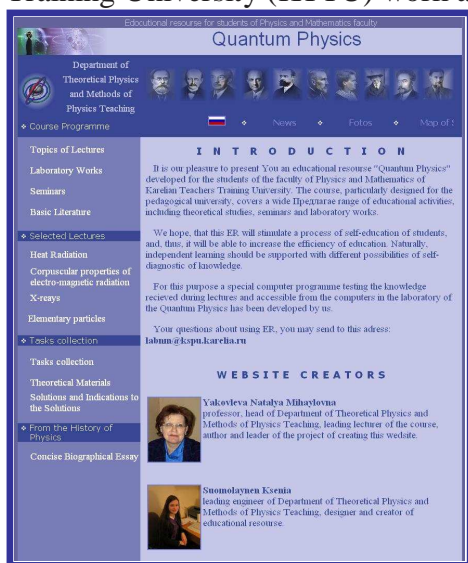 Training University (KTTU) work a
Edocutional resourse for students of Physics and Mathematics faculty
Quantum Physics
Department of
Theoretical Physics
and Methods of
Physics Teaching
News
Fotos
Map of S
Course Programme
Topics of Lectures
Laboratory Works
Seminars
Basic Literature
Selected Lectures
Heat Radiation
Corpuscular properties of
electro-magnetic radiation
X-reays
Elementary particles
Tasks collection
Tasks collection
Theoretical Materials
Solutions and Indications to
the Solutions
From the History of
Physics
Concise Biographical Essay
INTRODUCTION
It is our pleasure to present You an educational resourse "Quantum Physics"
developed for the students of the faculty of Physics and Mathematics of
Karelian Teachers Training University. The course, particularly designed for the
pedagogical university, covers a wide Предлагае range of educational activities,
including theoretical studies, seminars and laboratory works.
We hope, that this ER will stimulate a process of self-education of students,
and, thus, it will be able to increase the efficiency of education. Naturally,
independent learning should be supported with different possibilities of self-
diagnostic of knowledge.
For this purpose a special computer programme testing the knowledge
recieved during lectures and accessible from the computers in the laboratory of
the Quantum Physics has been developed by us.
Your questions about using ER, you may send to this adress:
labnn@kspu.karelia.ru
WEBSITE CREATORS
Yakovleva Natalya Mihaylovna
professor, head of Department of Theoretical Physics and
Methods of Physics Teaching, leading lecturer of the course,
author and leader of the project of creating this wedsite.
Suomolaynen Ksenia
leading engineer of Department of Theoretical Physics and
Methods of Physics Teaching, designer and creator of
educational resourse.